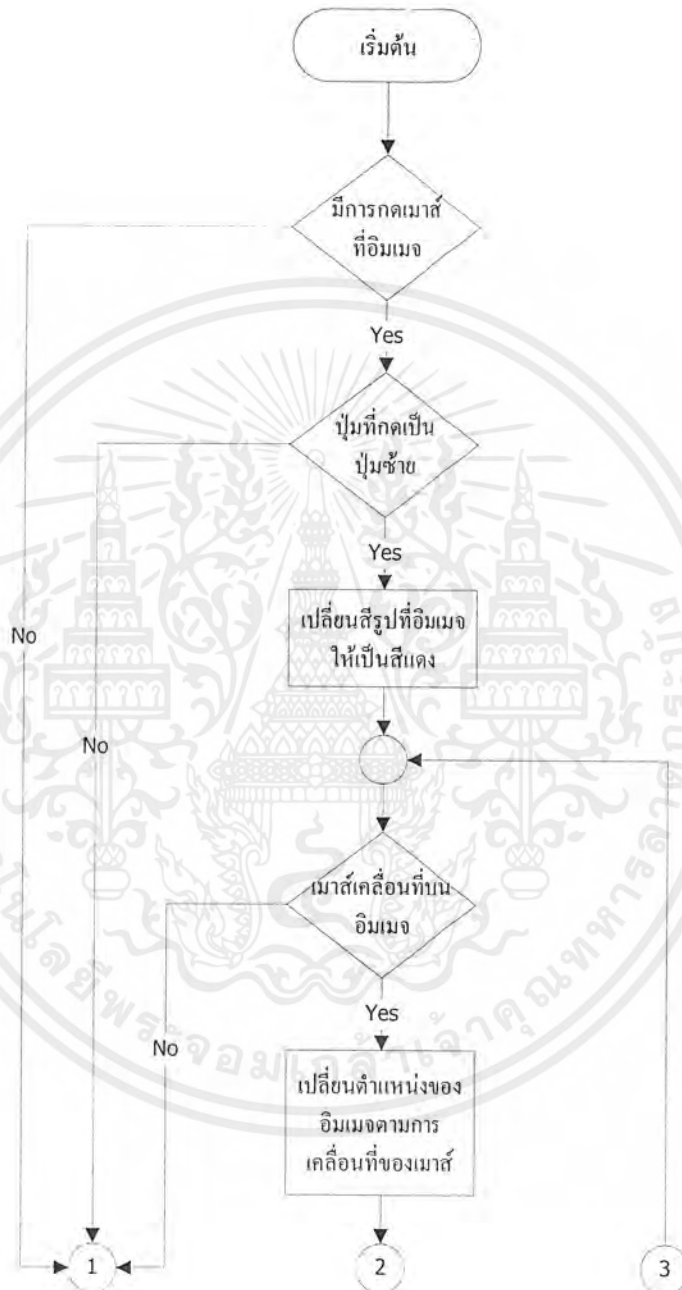 เริ่มต้น
มีการกดเมาส์
ที่อิมเมจ
Yes
ปุ่มที่กดเป็น
ปุ่มซ้าย
Yes
เปลี่ยนสีรูปที่อิมเมจ
ให้เป็นสีแดง
No
No
เมาส์เคลื่อนที่บน
อิมเมจ
Yes
No
เปลี่ยนตำแหน่งของ
อิมเมจตามการ
เคลื่อนที่ของเมาส์
1
2
3